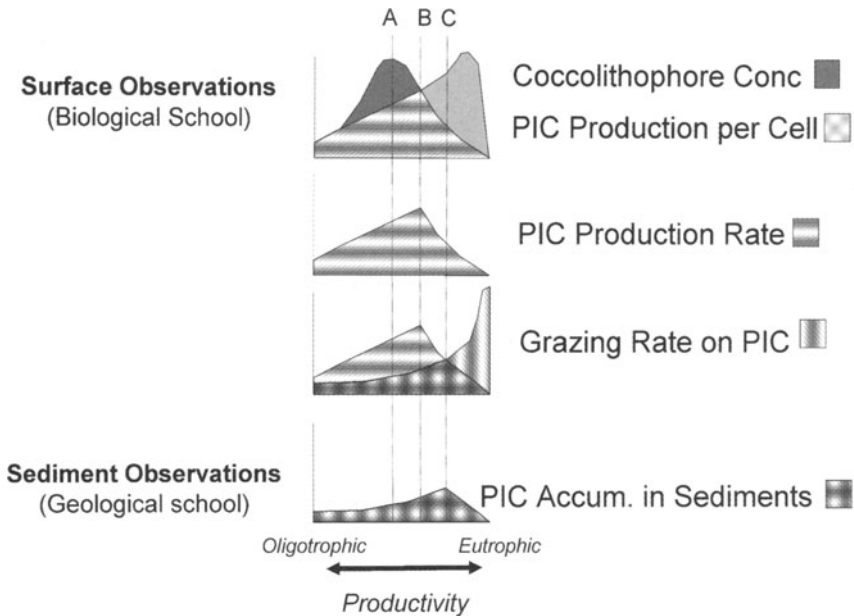 A B C
Surface Observations
(Biological School)
Coccolithophore Conc
PIC Production per Cell
PIC Production Rate
Grazing Rate on PIC
Sediment Observations
(Geological school)
PIC Accum. in Sediments
Oligotrophic
Eutrophic
Productivity